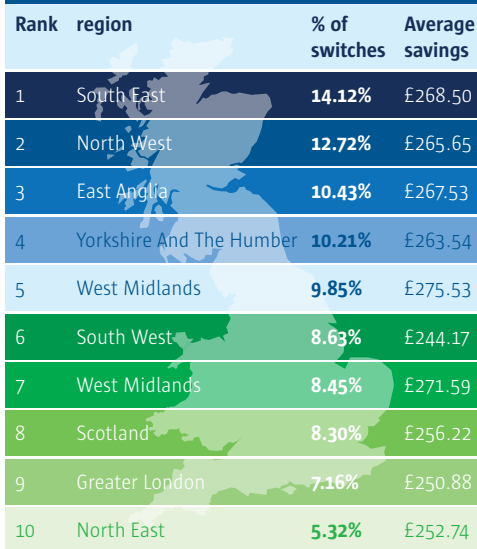 Rank region % of switches Average savings
1 South East 14.12% £268.50
2 North West 12.72% £265.65
3 East Anglia 10.43% £267.53
4 Yorkshire And The Humber 10.21% £263.54
5 West Midlands 9.85% £275.53
6 South West 8.63% £244.17
7 West Midlands 8.45% £271.59
8 Scotland 8.30% £256.22
9 Greater London 7.16% £250.88
10 North East 5.32% £252.74